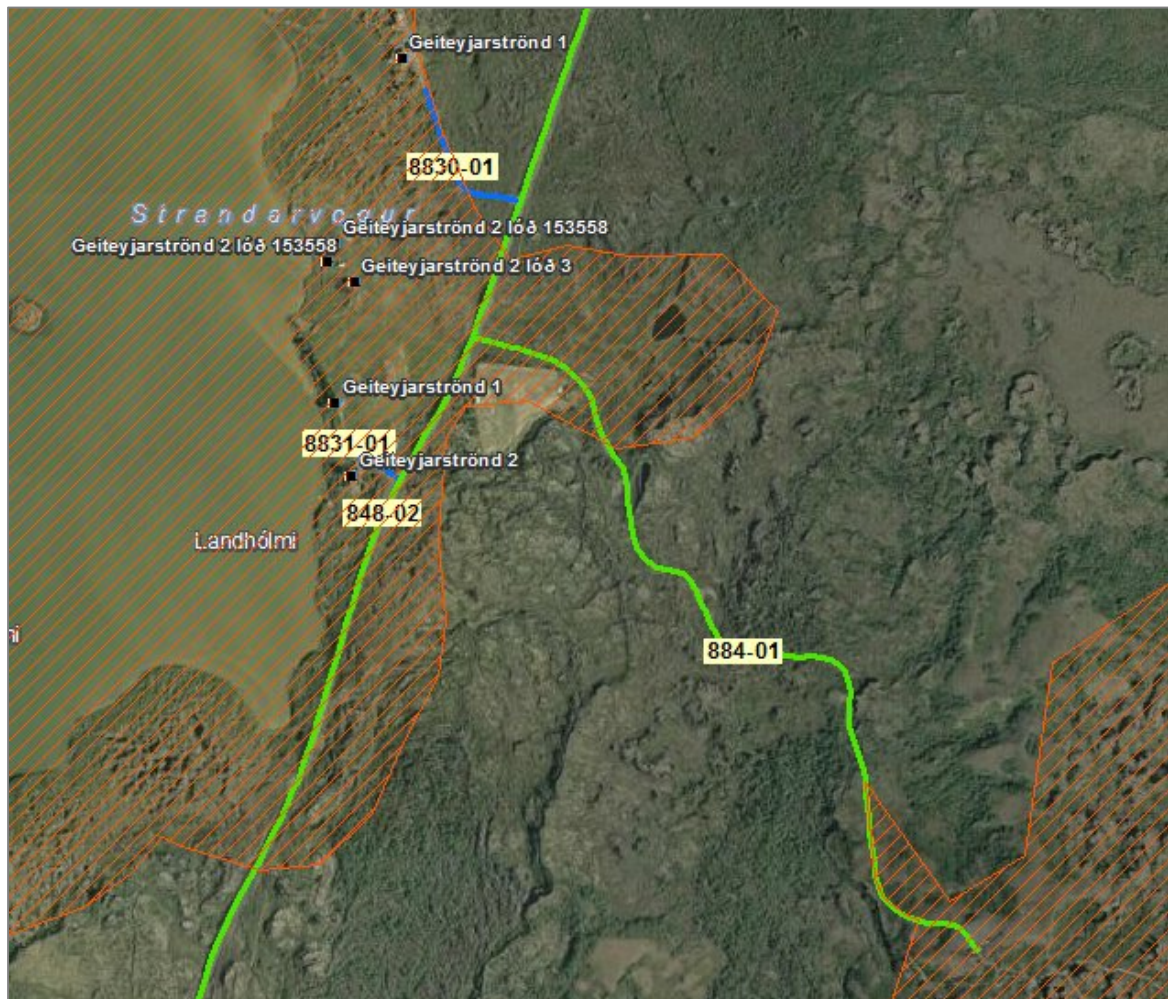 Geiteyjarströnd 1
8830-01
Strandarvogur
Geiteyjarströnd 2 lóð 153558
Geiteyjarströnd 2 lóð 153558
Geiteyjarströnd 2 lóð 3
Geiteyjarströnd 1
8831-01
Geiteyjarströnd 2
848-02
Landhólmi
884-01